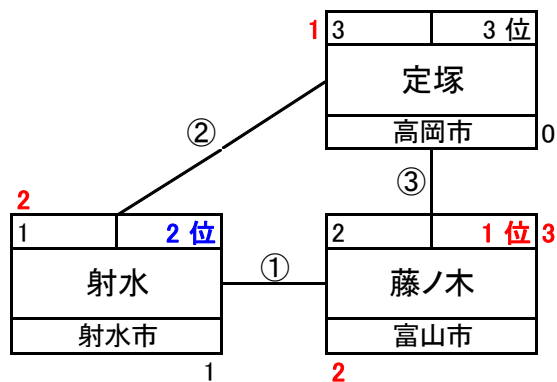 1 3 3 位
定塚
高岡市 0
②
③
2
1 2 位
射水
射水市
1
①
2 1 位 3
藤ノ木
富山市
2